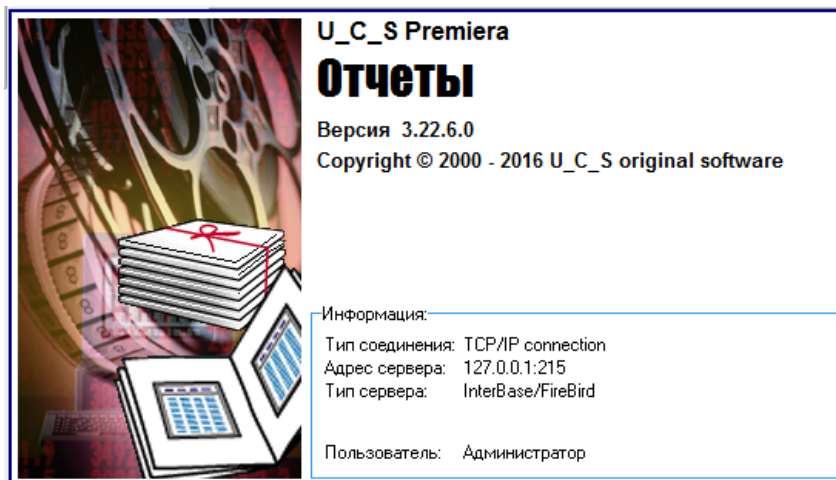 U_C_S Premiera
Отчеты
Версия 3.22.6.0
Copyright © 2000 - 2016 U_C_S original software
Информация:
Тип соединения: TCP/IP connection
Адрес сервера: 127.0.0.1:215
Тип сервера: InterBase/FireBird
Пользователь: Администратор